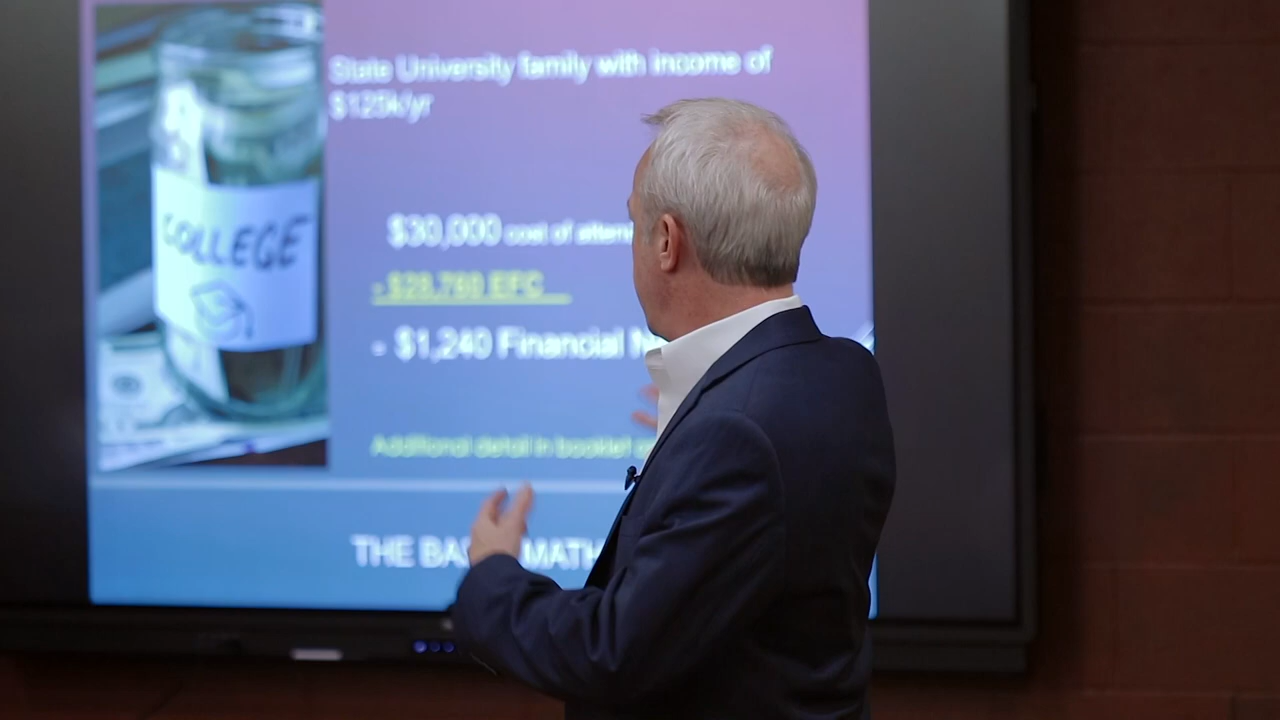 COLLEGE
State University family with income of
$125k/yr
$30,000 cost of
- $28,760 EFC
- $1,240 Financial
Additional detail in booklet
THE MATH